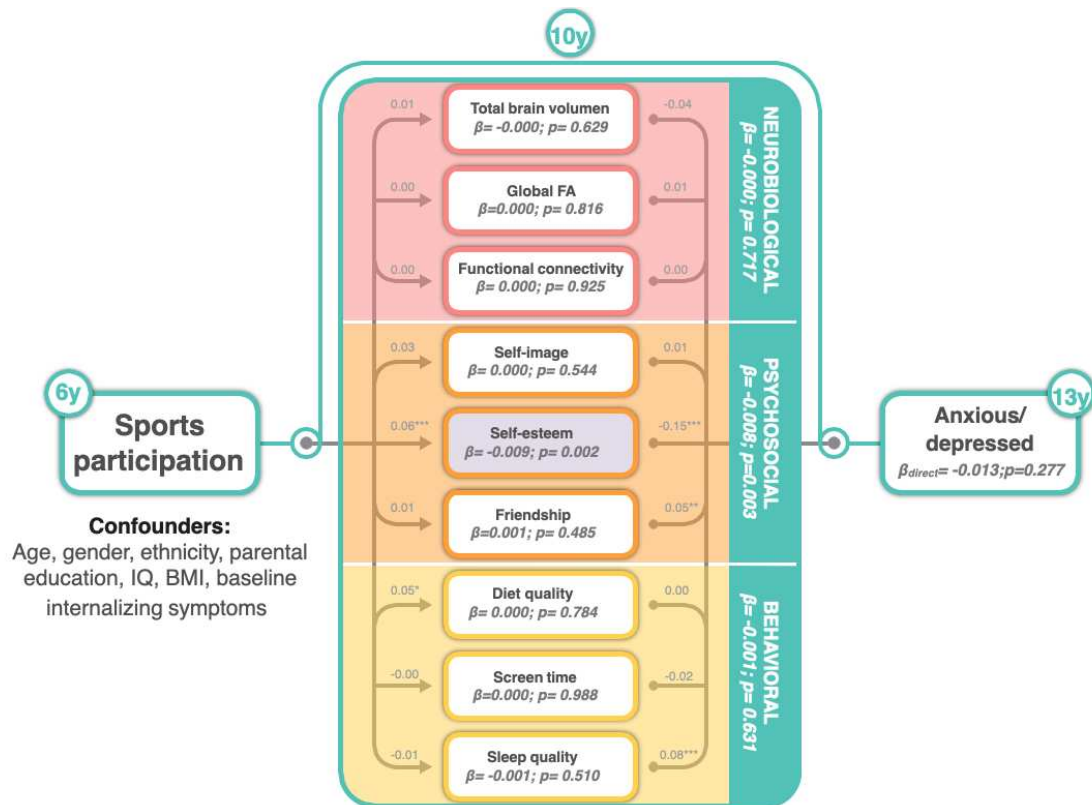 10y
0.01
Total brain volumen
β= -0.000; p= 0.629
-0.04
0.00
Global FA
β=0.000; p= 0.816
0.01
0.00
Functional connectivity
β= 0.000; p= 0.925
0.00
NEUROBIOLOGICAL
β= -0.000; p= 0.717
0.03
Self-image
β= 0.000; p= 0.544
0.01
0.06***
Self-esteem
β= -0.009; p= 0.002
-0.15***
0.01
Friendship
β=0.001; p= 0.485
0.05**
PSYCHOSOCIAL
β= -0.008; p=0.003
0.05*
Diet quality
β= 0.000; p= 0.784
0.00
-0.00
Screen time
β=0.000; p= 0.988
-0.02
-0.01
Sleep quality
β= -0.001; p= 0.510
0.08***
BEHAVIORAL
β= -0.001; p= 0.631
6y
Sports
participation
Confounders:
Age, gender, ethnicity, parental
education, IQ, BMI, baseline
internalizing symptoms
13y
Anxious/
depressed
βdirect= -0.013;p=0.277